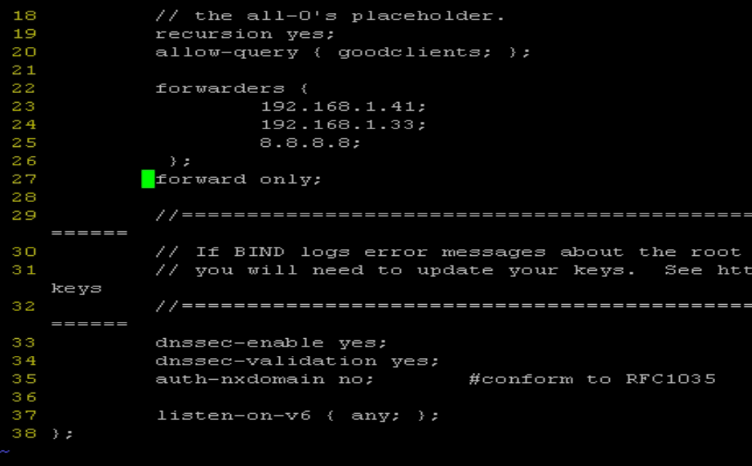 18 // the all-0's placeholder.
19 recursion yes;
20 allow-query { goodclients; };
21
22 forwarders {
23 192.168.1.41;
24 192.168.1.33;
25 8.8.8.8;
26 };
27 forward only;
28
29 //==============================================
======
30 // If BIND logs error messages about the root
31 // you will need to update your keys.  See htt
keys
32 //==============================================
======
33 dnssec-enable yes;
34 dnssec-validation yes;
35 auth-nxdomain no; #conform to RFC1035
36
37 listen-on-v6 { any; };
38 };
~